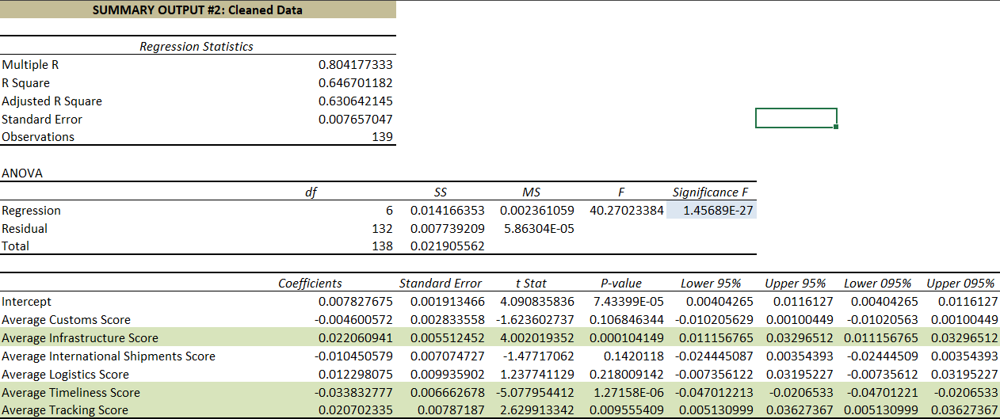 SUMMARY OUTPUT #2: Cleaned Data
Regression Statistics
Multiple R 0.804177333
R Square 0.646701182
Adjusted R Square 0.630642145
Standard Error 0.007657047
Observations 139
ANOVA
df SS MS F Significance F
Regression 6 0.014166353 0.002361059 40.27023384 1.45689E-27
Residual 132 0.007739209 5.86304E-05
Total 138 0.021905562
Coefficients Standard Error t Stat P-value Lower 95% Upper 95% Lower 095% Upper 095%
Intercept 0.007827675 0.001913466 4.090835836 7.43399E-05 0.00404265 0.0116127 0.00404265 0.0116127
Average Customs Score -0.004600572 0.002833558 -1.623602737 0.106846344 -0.010205629 0.00100449 -0.01020563 0.00100449
Average Infrastructure Score 0.022060941 0.005512452 4.002019352 0.000104149 0.011156765 0.03296512 0.011156765 0.03296512
Average International Shipments Score -0.010450579 0.007074727 -1.47717062 0.1420118 -0.024445087 0.00354393 -0.02444509 0.00354393
Average Logistics Score 0.012298075 0.009935902 1.237741129 0.218009142 -0.007356122 0.03195227 -0.00735612 0.03195227
Average Timeliness Score -0.033832777 0.006662678 -5.077954412 1.27158E-06 -0.047012213 -0.0206533 -0.04701221 -0.0206533
Average Tracking Score 0.020702335 0.00787187 2.629913342 0.009555409 0.005130999 0.03627367 0.005130999 0.03627367